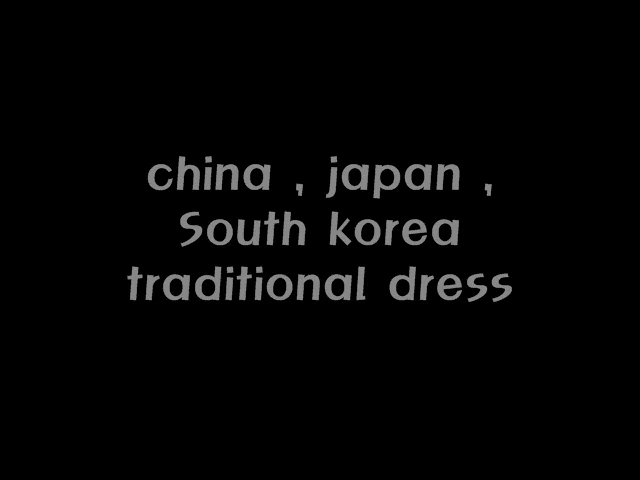 china , japan ,
South korea
traditional dress